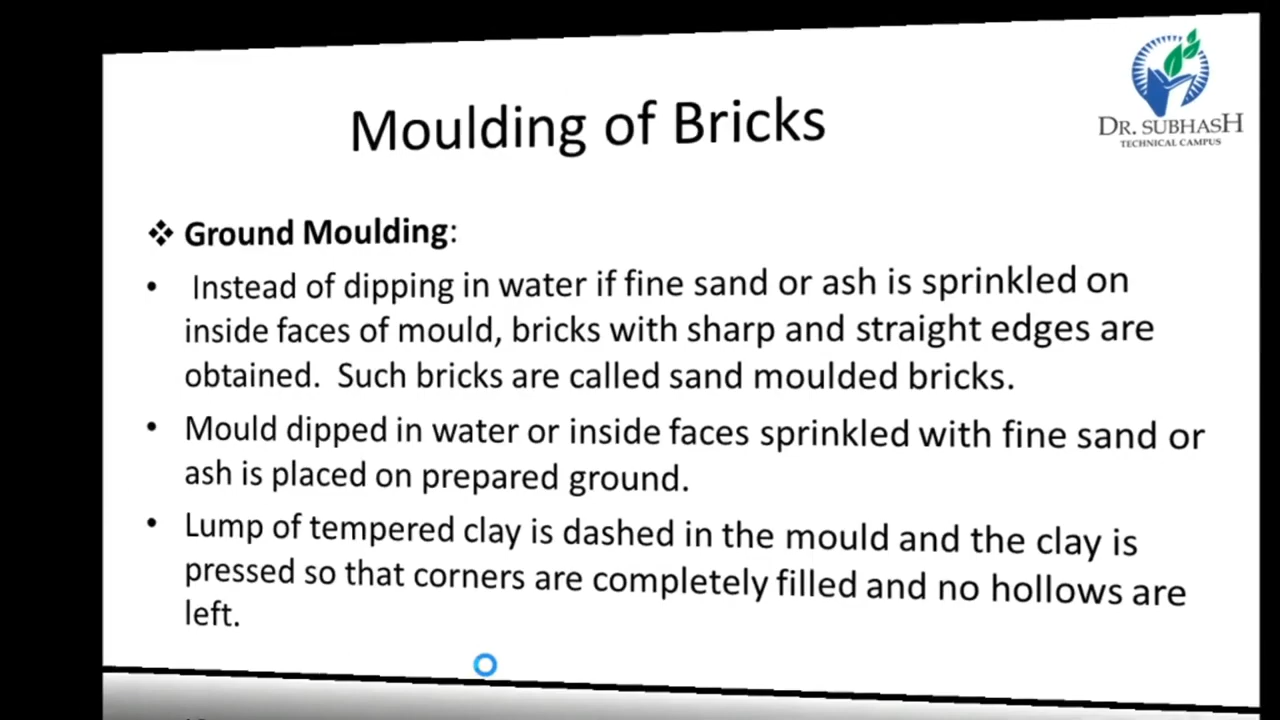 Moulding of Bricks
DR. SUBHASH
TECHNICAL CAMPUS
❖ Ground Moulding:
• Instead of dipping in water if fine sand or ash is sprinkled on
inside faces of mould, bricks with sharp and straight edges are
obtained. Such bricks are called sand moulded bricks.
• Mould dipped in water or inside faces sprinkled with fine sand or
ash is placed on prepared ground.
• Lump of tempered clay is dashed in the mould and the clay is
pressed so that corners are completely filled and no hollows are
left.